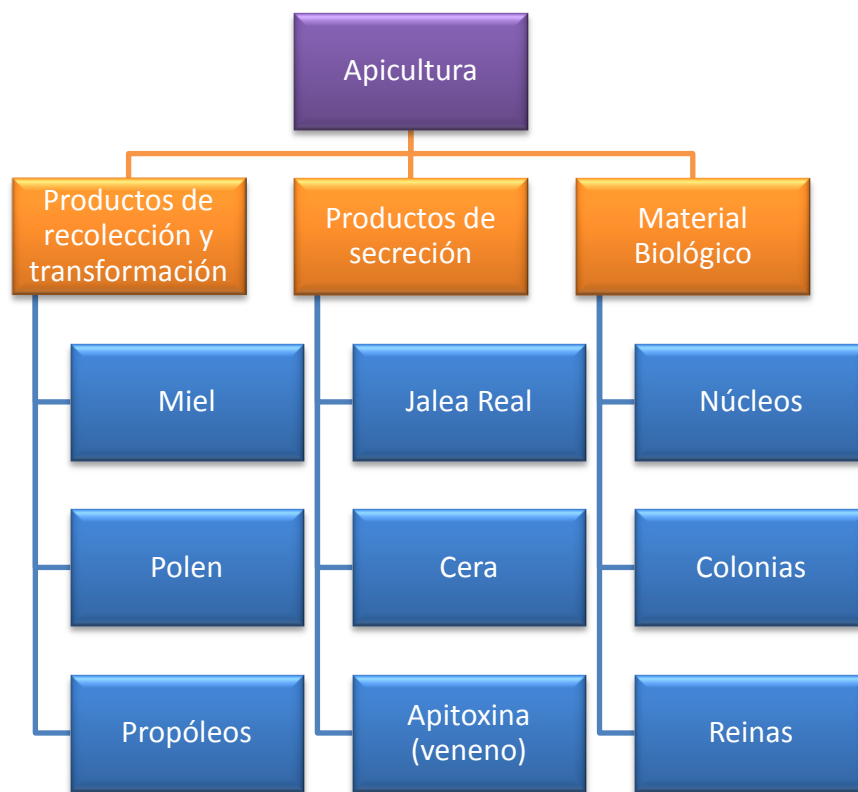 Apicultura
Productos de
recolección y
transformación
Miel
Polen
Propóleos
Productos de
secreción
Jalea Real
Cera
Apitoxina
(veneno)
Material
Biológico
Núcleos
Colonias
Reinas